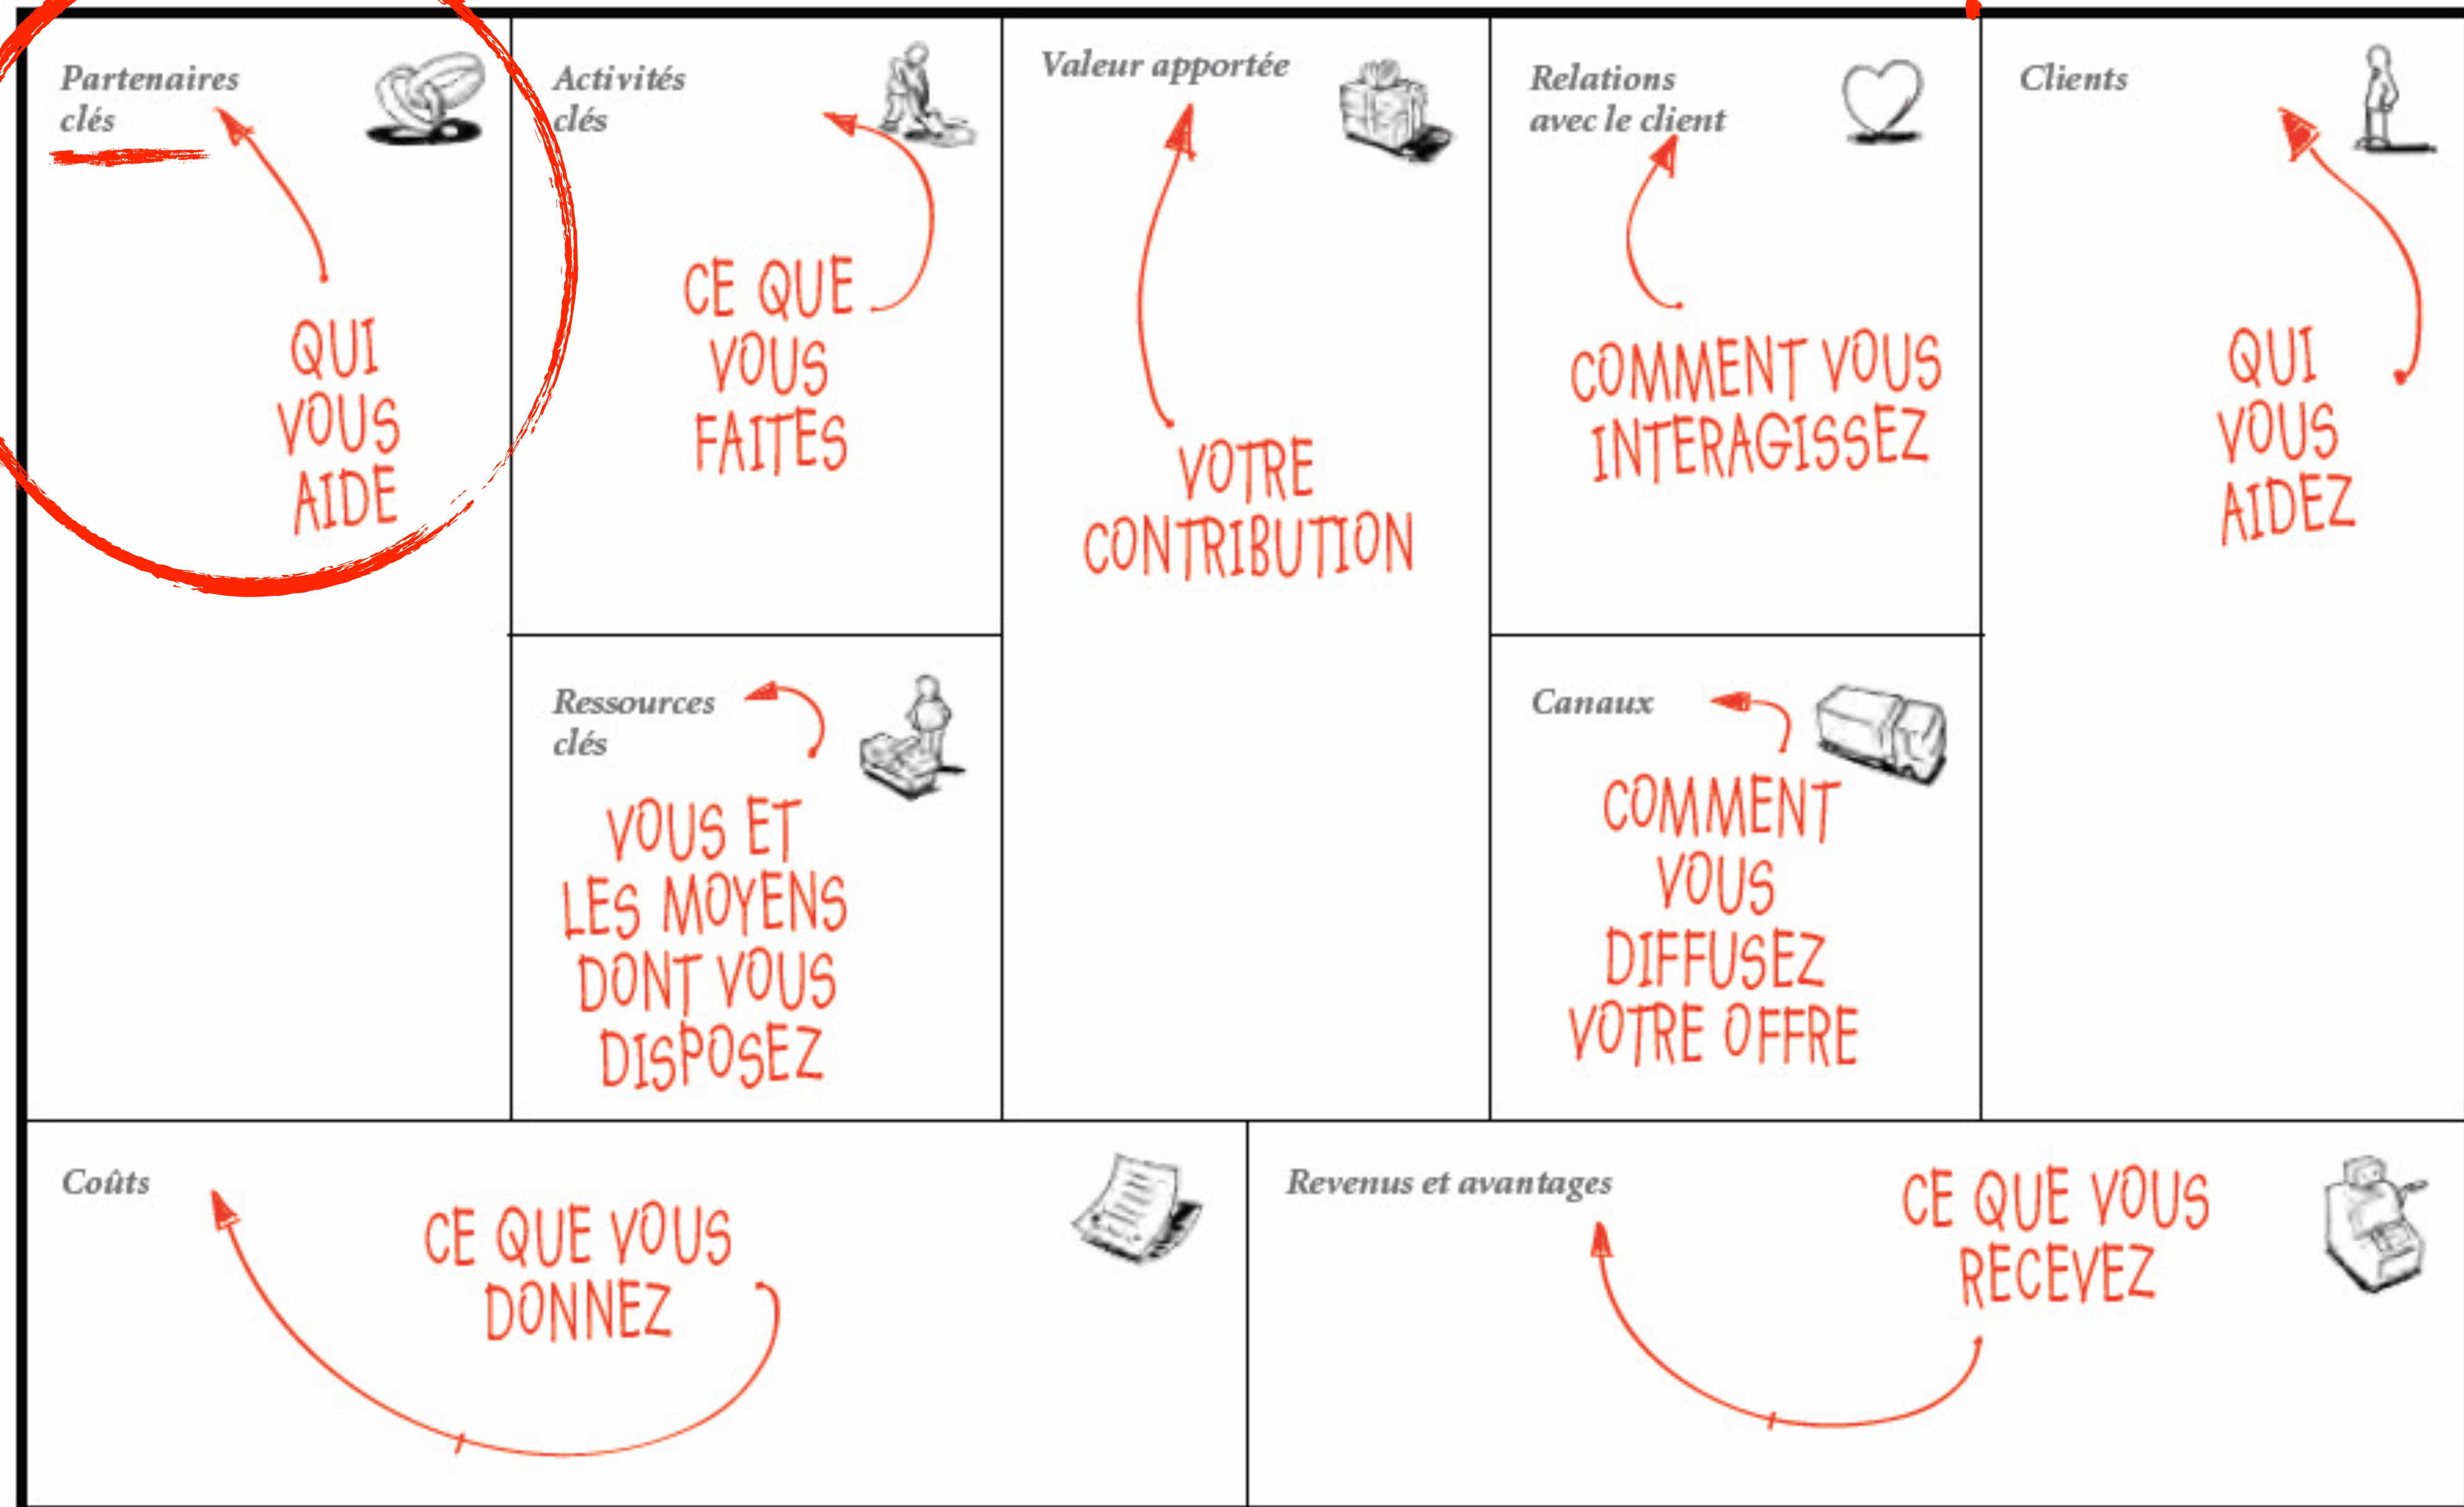 Partenaires
clés
QUI
VOUS
AIDE
Activités
clés
CE QUE
VOUS
FAITES
Ressources
clés
VOUS ET
LES MOYENS
DONT VOUS
DISPOSEZ
Valeur apportée
VOTRE
CONTRIBUTION
Relations
avec le client
COMMENT VOUS
INTERAGISSEZ
Canaux
COMMENT
VOUS
DIFFUSEZ
VOTRE OFFRE
Clients
QUI
VOUS
AIDEZ
Coûts
CE QUE VOUS
DONNEZ
Revenus et avantages
CE QUE VOUS
RECEVEZ